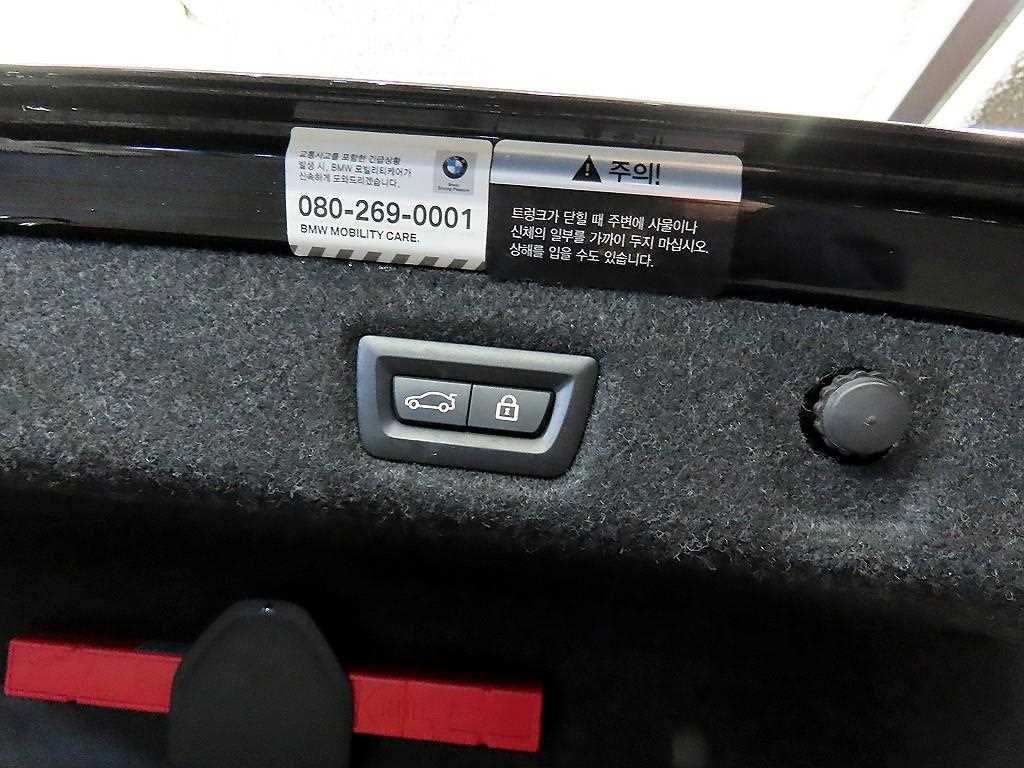 교통사고를 포함한 긴급상황
발생 시, BMW 모빌리티케어가
신속하게 도와드리겠습니다.
080-269-0001
BMW MOBILITY CARE.
주의!
트렁크가 닫힐 때 주변에 사물이나
신체의 일부를 가까이 두지 마십시오.
상해를 입을 수도 있습니다.